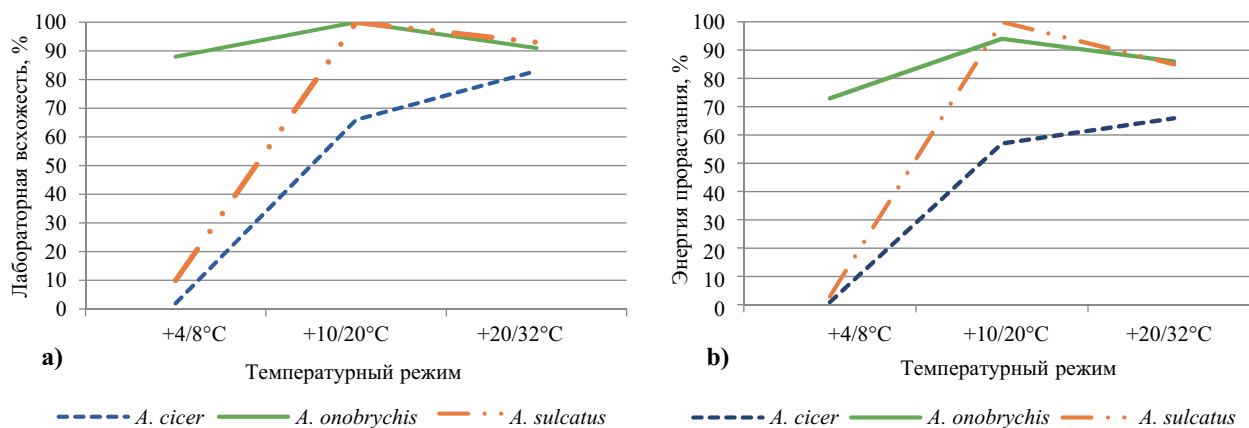 Лабораторная всхожесть, %
100
90
80
70
60
50
40
30
20
10
0
+4/8°C
+10/20°C
+20/32°C
a)
Температурный режим
A. cicer
A. onobrychis
A. sulcatus
Энергия прорастания, %
100
90
80
70
60
50
40
30
20
10
0
+4/8°C
+10/20°C
+20/32°C
b)
Температурный режим
A. cicer
A. onobrychis
A. sulcatus